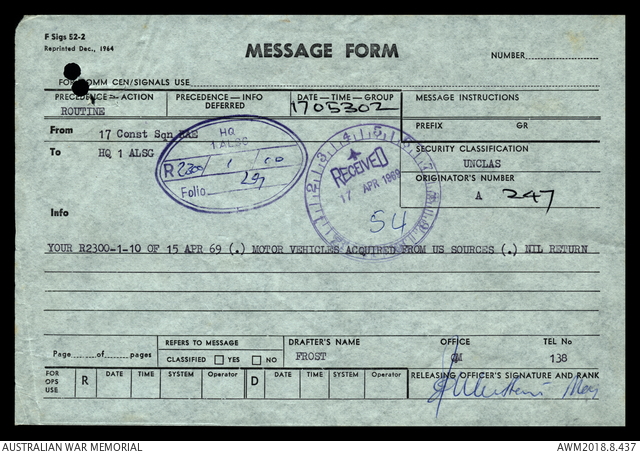 F Sigs 52-2
Reprinted Dec., 1964
MESSAGE FORM
NUMBER
FOR COMM CEN/SIGNALS USE
PRECEDENCE—ACTION
PRECEDENCE—INFO
DEFERRED
DATE—TIME—GROUP
MESSAGE INSTRUCTIONS
ROUTINE
170530Z
PREFIX GR
From 17 Const Sqn RAE
To HQ 1 ALSG
SECURITY CLASSIFICATION
UNCLAS
ORIGINATOR'S NUMBER
A 247
HQ
1 ALSG
R2300 / 1 / 10
Folio 297
RECEIVED
17 APR 1969
54
Info
YOUR R2300-1-10 OF 15 APR 69 (.) MOTOR VEHICLES ACQUIRED FROM US SOURCES (.) NIL RETURN
Page of pages
REFERS TO MESSAGE
CLASSIFIED YES NO
DRAFTER'S NAME
FROST
OFFICE
QM
TEL No
138
FOR OPS USE
R DATE TIME SYSTEM Operator D DATE TIME SYSTEM Operator
RELEASING OFFICER'S SIGNATURE AND RANK
Maj
AUSTRALIAN WAR MEMORIAL
AWM2018.8.437